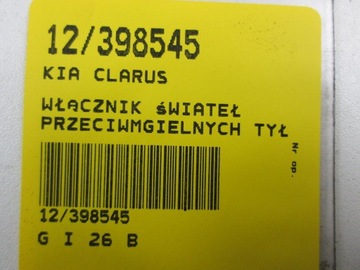 12/398545
KIA CLARUS
WŁĄCZNIK ŚWIATEŁ
PRZECIWMGIELNYCH TYŁ
Nr op.
12/398545
G I 26 B